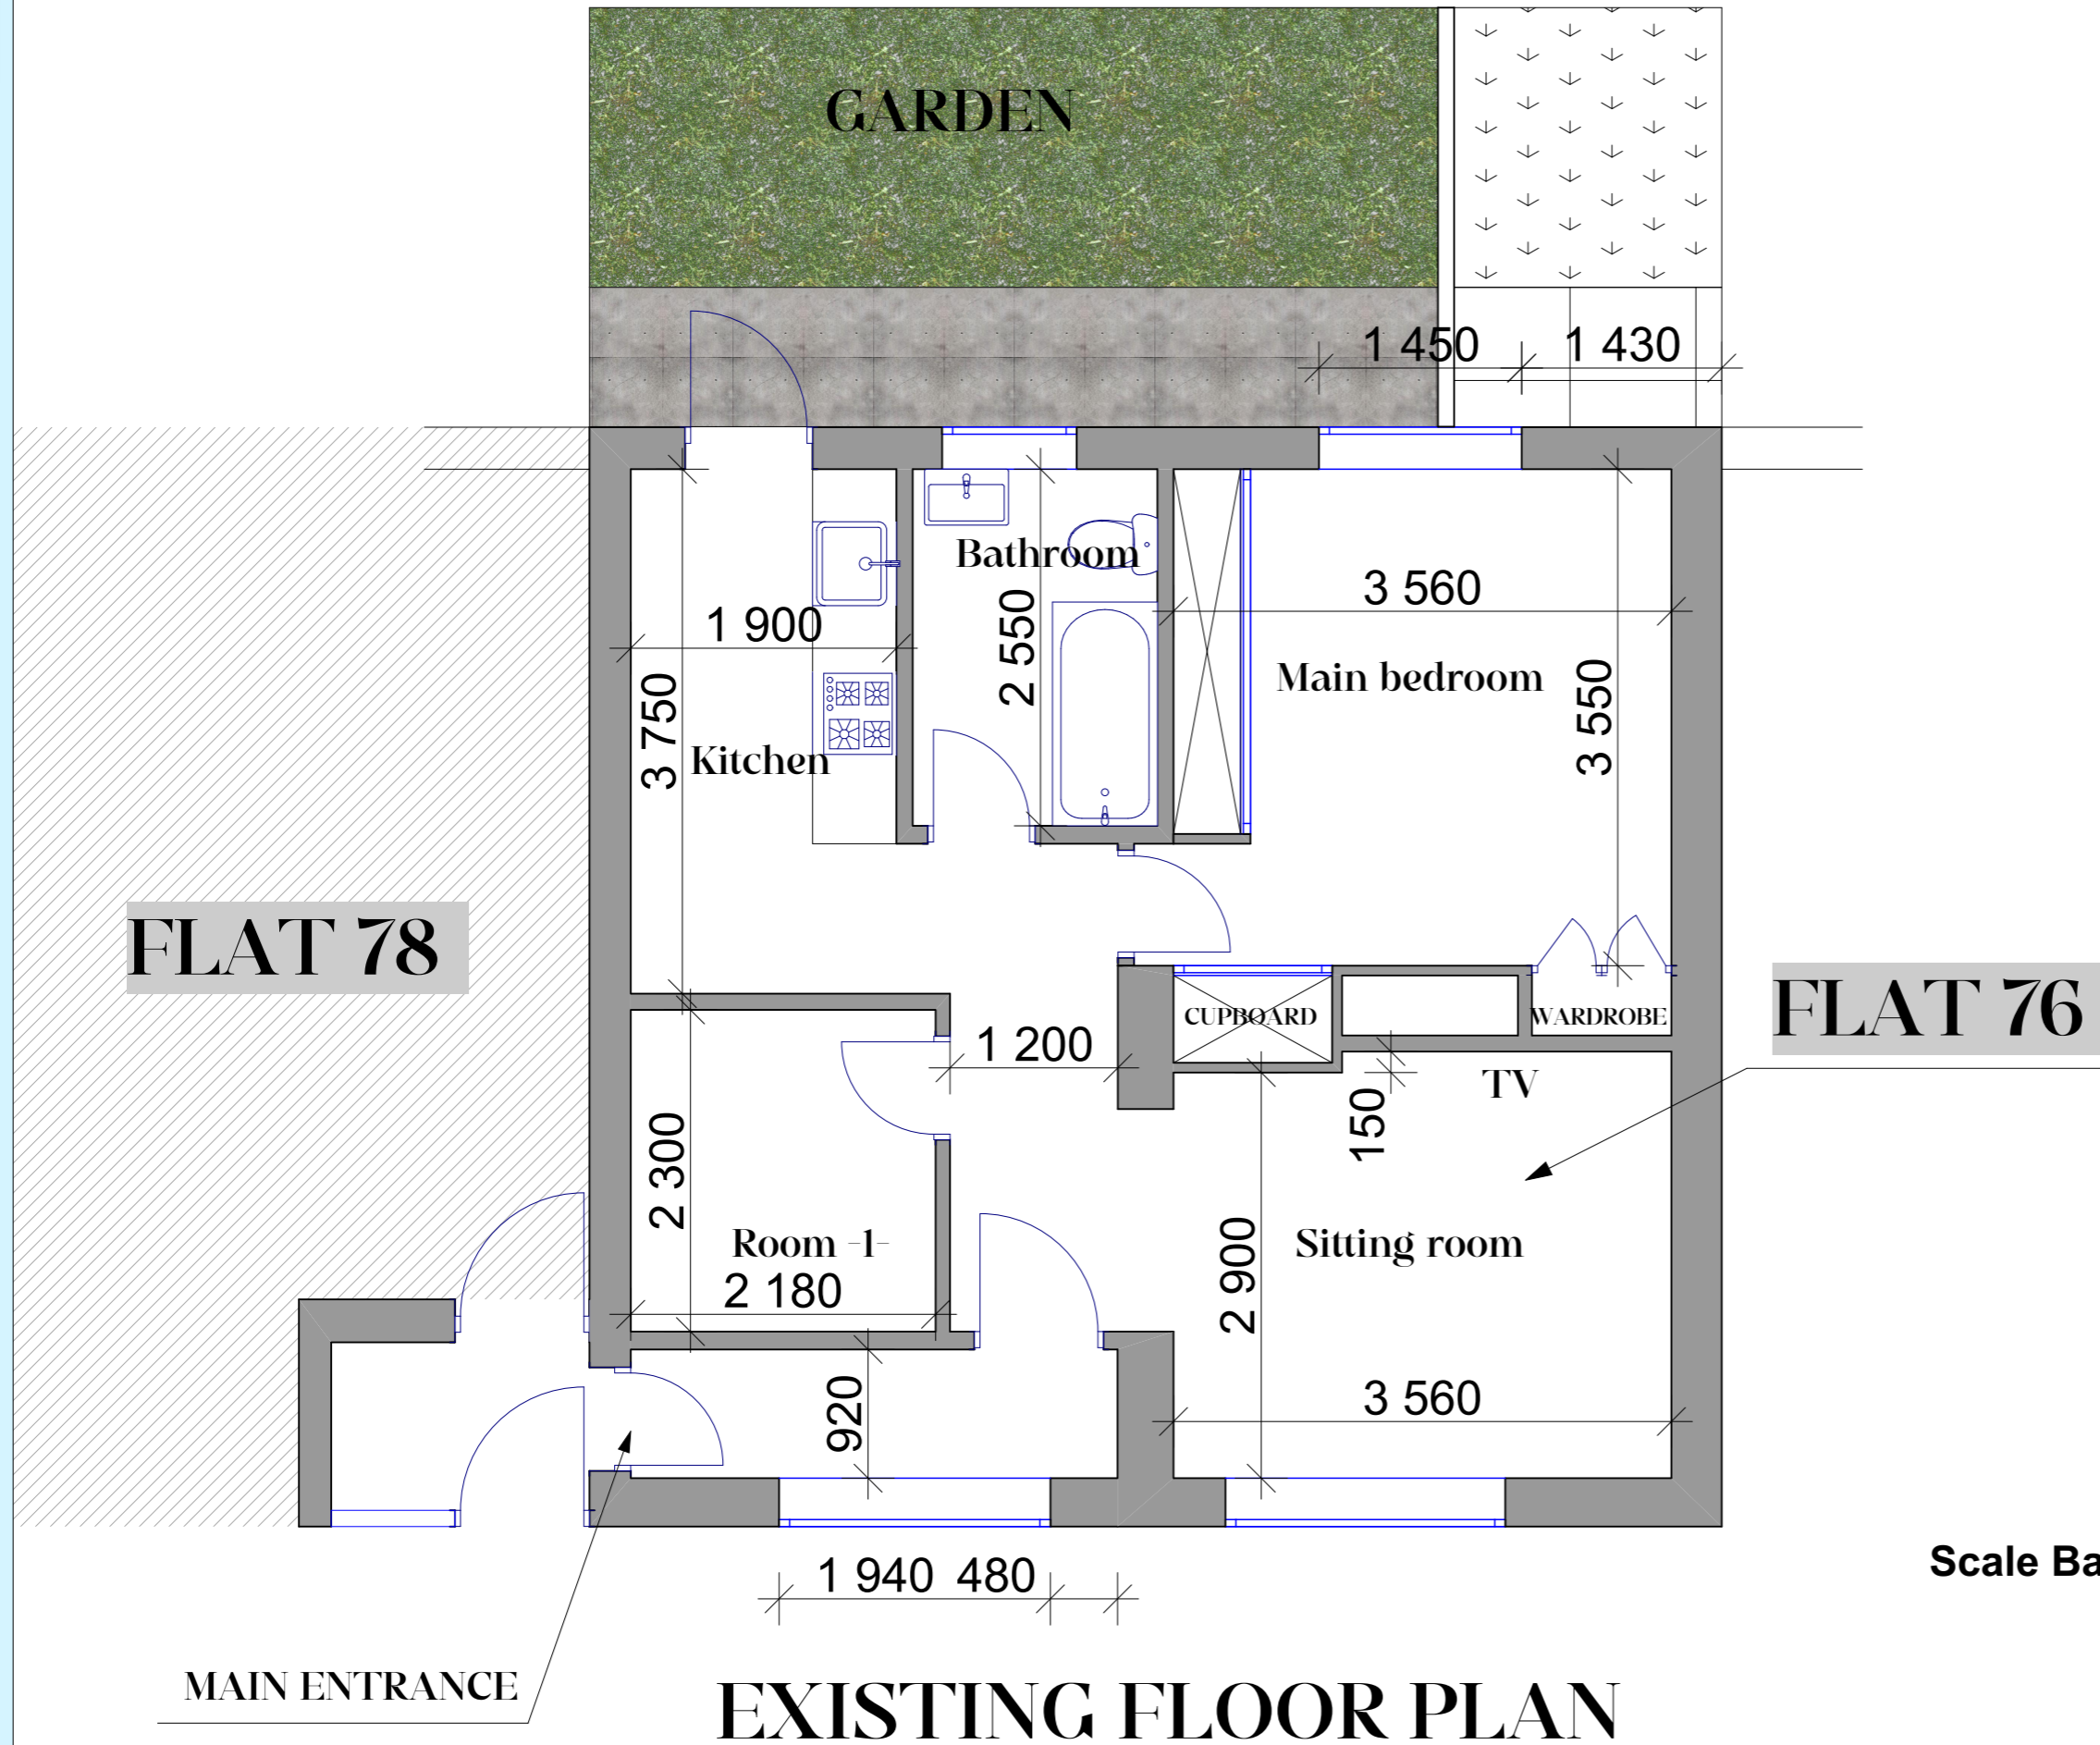 GARDEN
1 450
1 430
Bathroom
3 560
1 900
2 550
Main bedroom
3 750
3 550
Kitchen
FLAT 78
FLAT 76
CUPBOARD
WARDROBE
1 200
TV
150
2 300
Room -1-
2 900
Sitting room
2 180
920
3 560
Scale Ba
1 940 480
MAIN ENTRANCE
EXISTING FLOOR PLAN